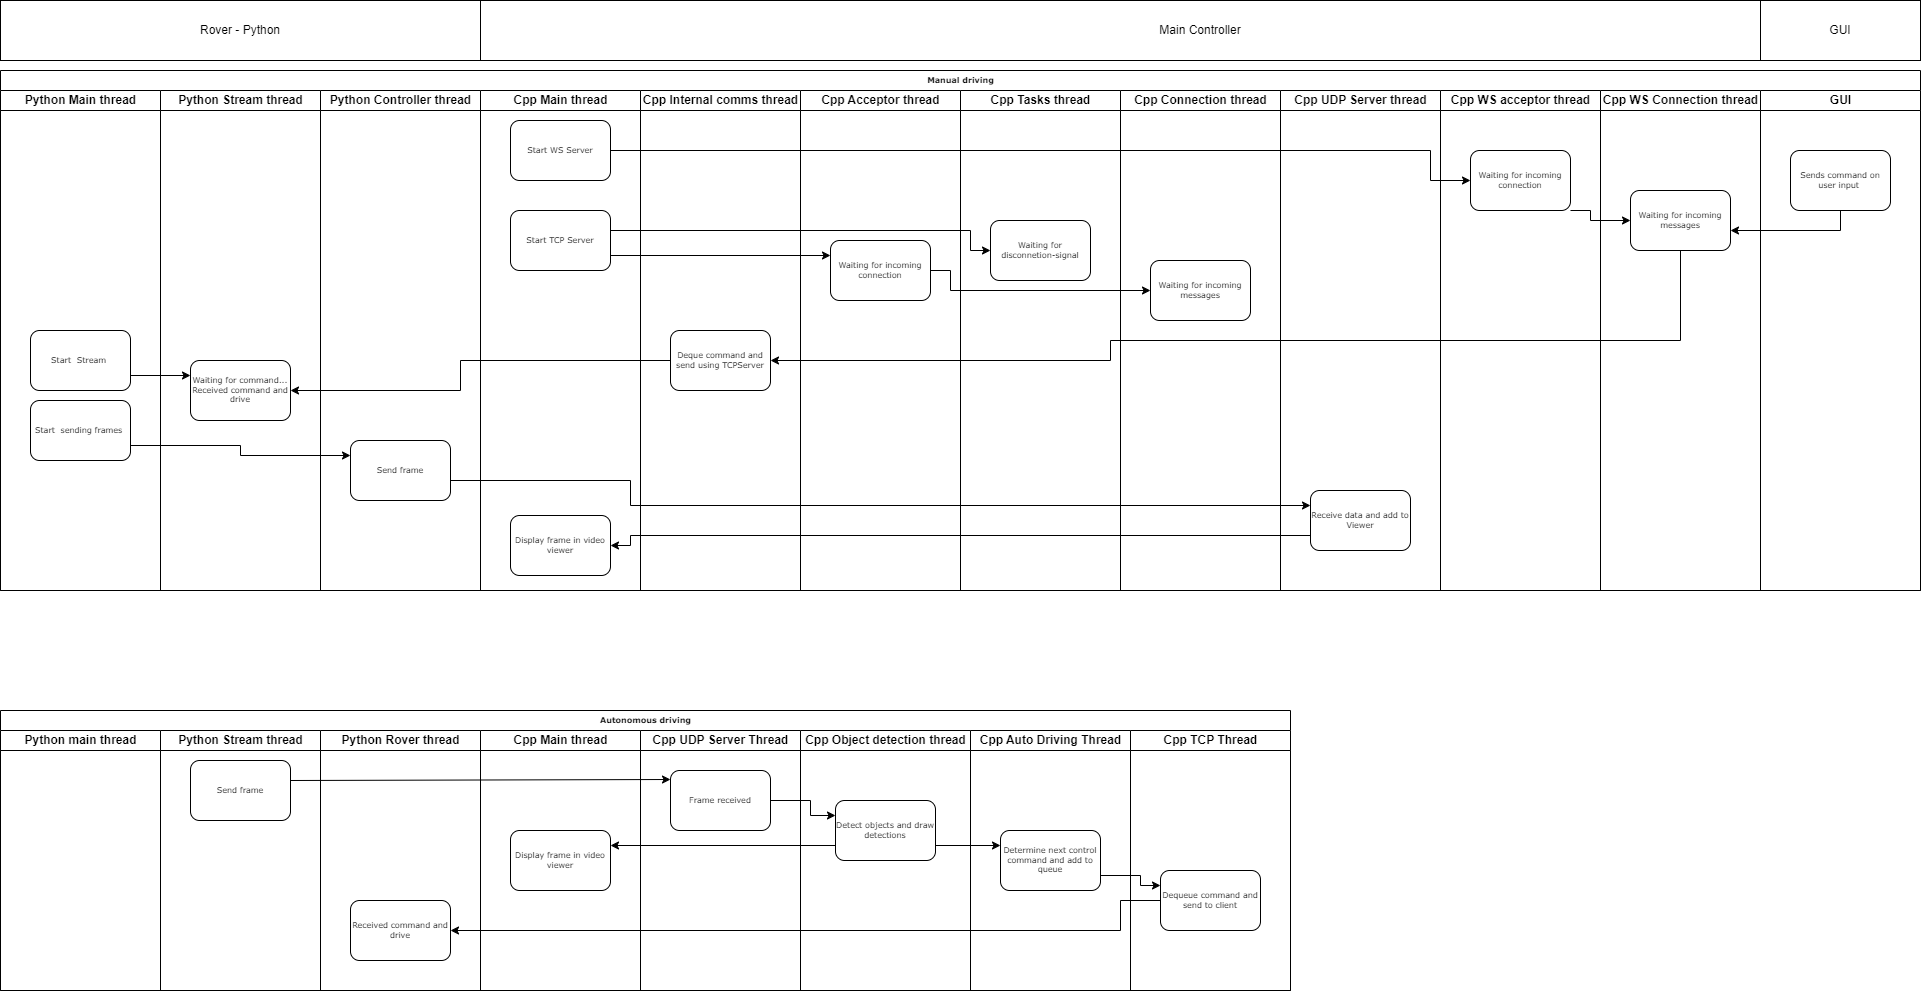 Rover - Python
Main Controller
GUI
Manual driving
Python Main thread
Python Stream thread
Python Controller thread
Cpp Main thread
Cpp Internal comms thread
Cpp Acceptor thread
Cpp Tasks thread
Cpp Connection thread
Cpp UDP Server thread
Cpp WS acceptor thread
Cpp WS Connection thread
GUI
Start WS Server
Waiting for incoming
connection
Sends command on
user input
Waiting for incoming
messages
Start TCP Server
Waiting for
disconnetion-signal
Waiting for incoming
connection
Waiting for incoming
messages
Start  Stream
Waiting for command...
Received command and
drive
Deque command and
send using TCPServer
Start  sending frames
Send frame
Receive data and add to
Viewer
Display frame in video
viewer
Autonomous driving
Python main thread
Python Stream thread
Python Rover thread
Cpp Main thread
Cpp UDP Server Thread
Cpp Object detection thread
Cpp Auto Driving Thread
Cpp TCP Thread
Send frame
Frame received
Detect objects and draw
detections
Display frame in video
viewer
Determine next control
command and add to
queue
Dequeue command and
send to client
Received command and
drive